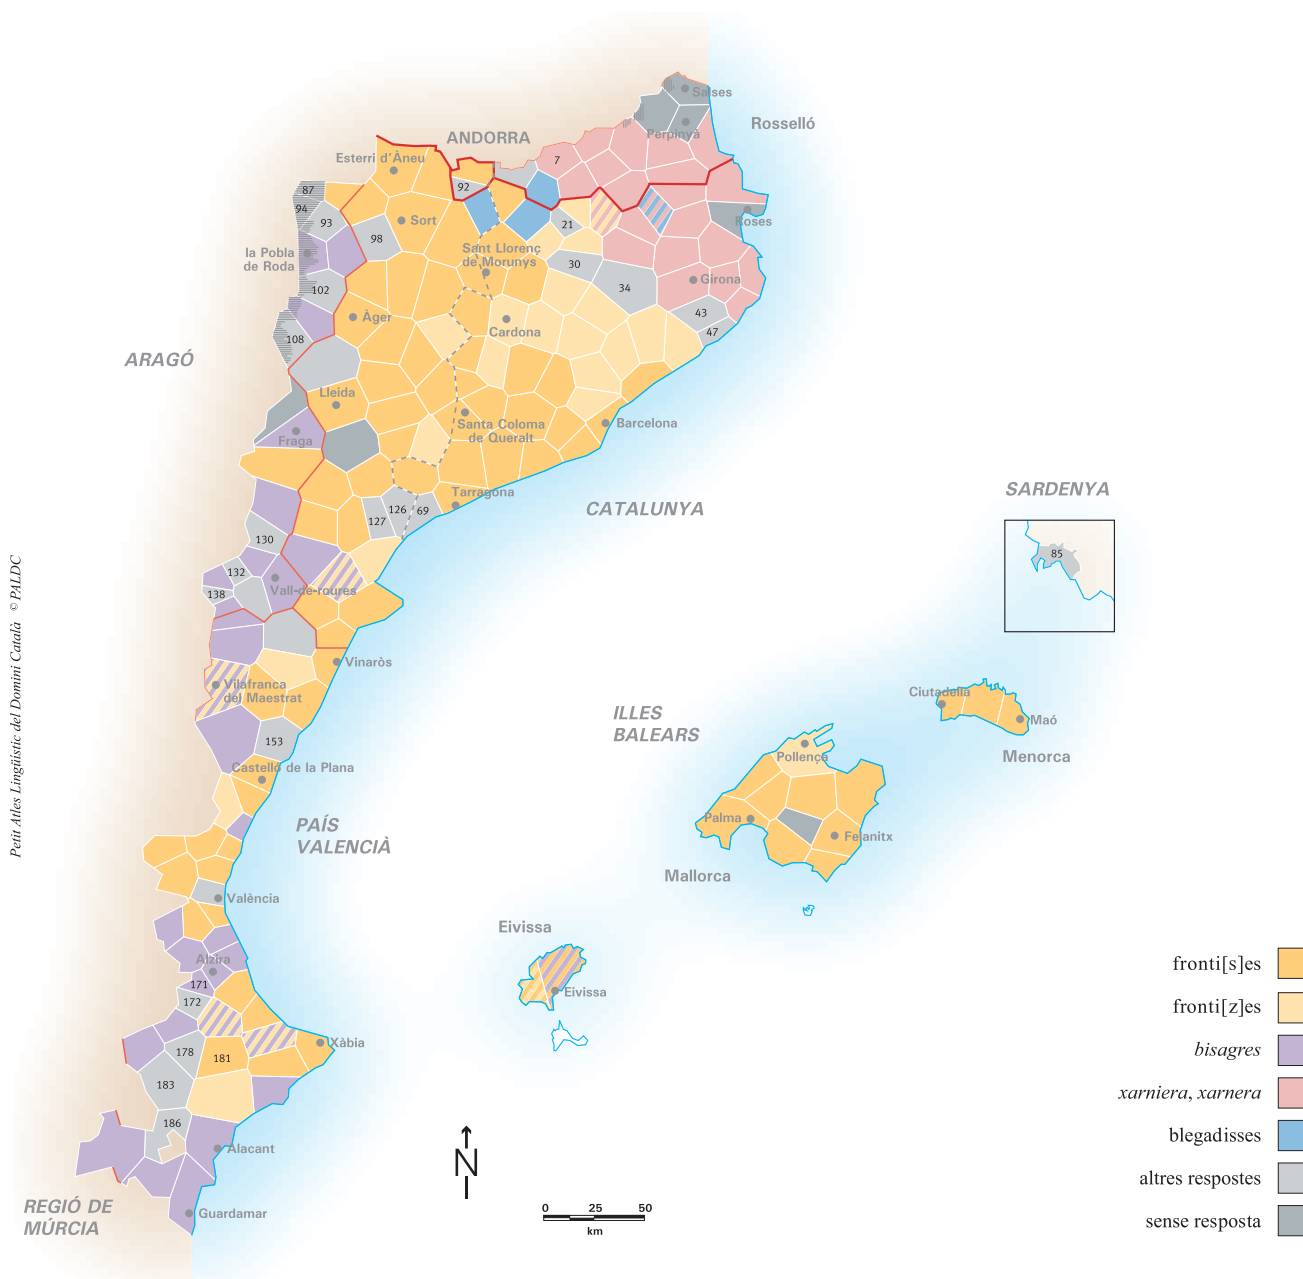 Salses
Rosselló
Perpinyà
ANDORRA
Esterri d'Àneu
7
92
87
94
93
Sort
98
21
Roses
la Pobla
de Roda
Sant Llorenç
de Morunys
30
34
Girona
102
43
47
Àger
Cardona
108
ARAGÓ
Lleida
Santa Coloma
de Queralt
Barcelona
Fraga
Tarragona
CATALUNYA
SARDENYA
127
126
69
130
85
132
138
Vall-de-roures
Vinaròs
Vilafranca
del Maestrat
153
Castelló de la Plana
ILLES
BALEARS
Ciutadella
Maó
Menorca
Pollença
Palma
Felanitx
Mallorca
PAÍS
VALENCIÀ
València
Alzira
171
172
Eivissa
Eivissa
178
181
Xàbia
183
186
Alacant
Guardamar
REGIÓ DE
MÚRCIA
N
0 25 50
km
fronti[s]es
fronti[z]es
bisagres
xarniera, xarnera
blegadisses
altres respostes
sense resposta
Petit Atles Lingüístic del Domini Català © PALDC